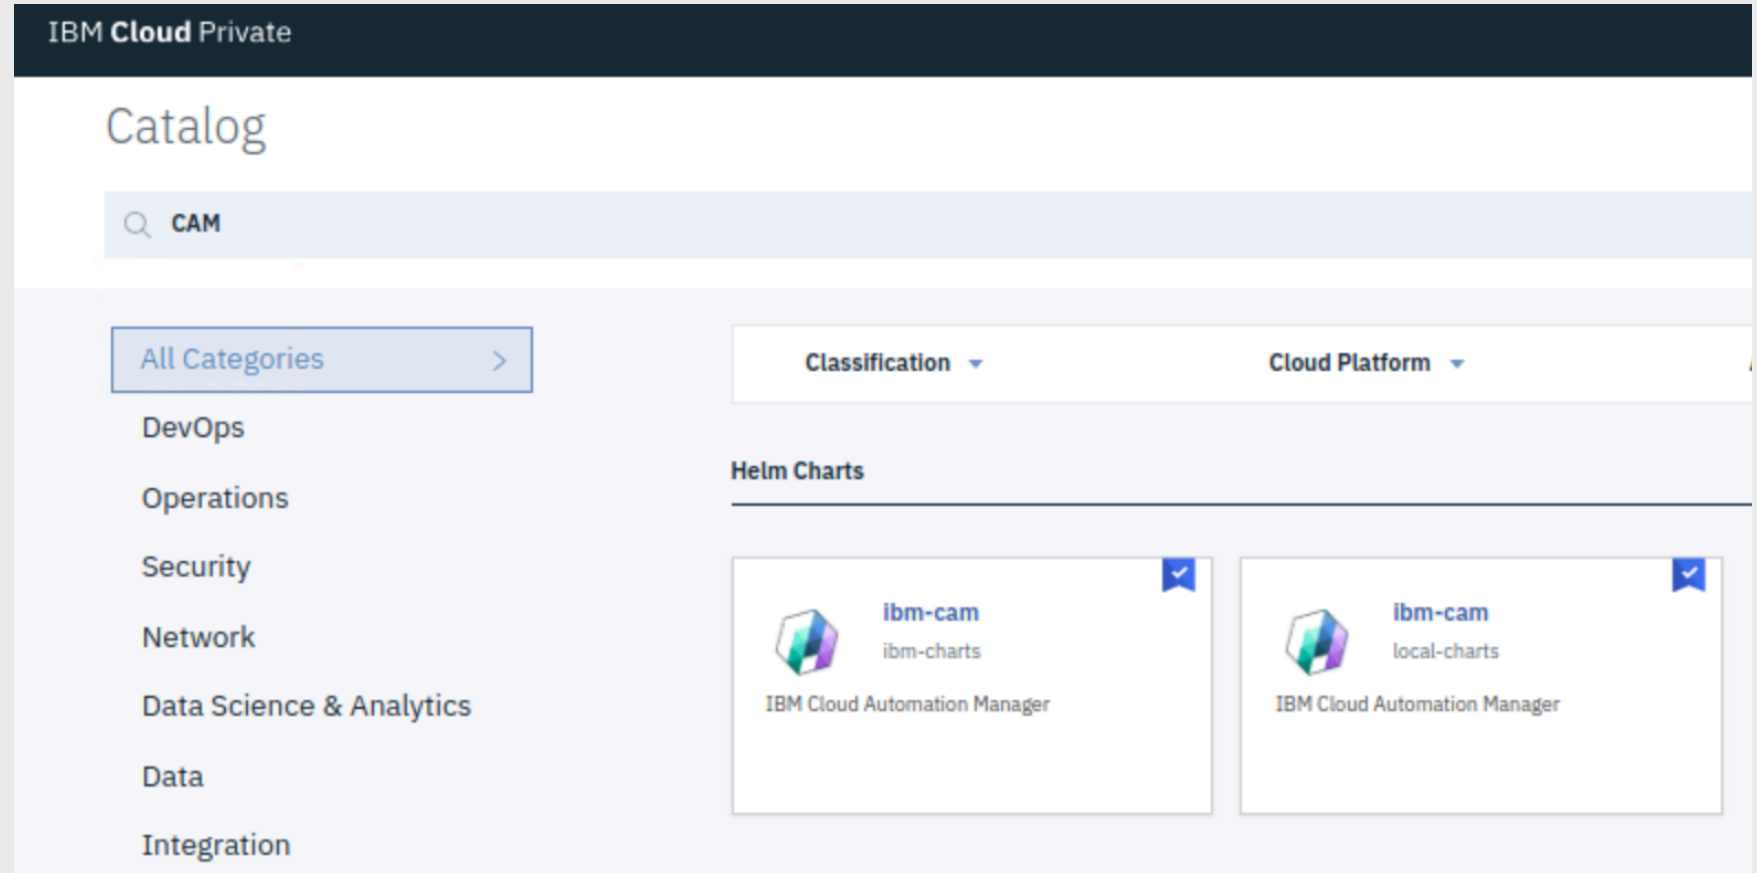 IBM Cloud Private
Catalog
CAM
All Categories
DevOps
Operations
Security
Network
Data Science & Analytics
Data
Integration
Classification
Cloud Platform
Helm Charts
ibm-cam
ibm-charts
IBM Cloud Automation Manager
ibm-cam
local-charts
IBM Cloud Automation Manager